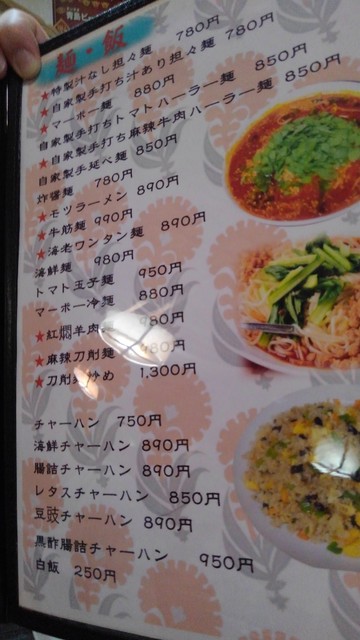 麺・飯
★特製汁なし担々麺 780円
★自家製手打ち汁あり担々麺 780円
★マーボー麺 880円
自家製手打ちトマトハーラー麺 850円
★自家製手打ち麻辣牛肉ハーラー麺 850円
自家製手延べ麺 850円
炸醤麺 780円
★モツラーメン 890円
★牛筋麺 990円
★海老ワンタン麺 890円
海鮮麺 980円
トマト玉子麺 950円
マーボー冷麺 880円
★紅焖羊肉 980円
★麻辣刀削麺 80円
★刀削 炒め 1,300円
チャーハン 750円
海鮮チャーハン 890円
腸詰チャーハン 890円
レタスチャーハン 850円
豆豉チャーハン 890円
黒酢腸詰チャーハン 950円
白飯 250円